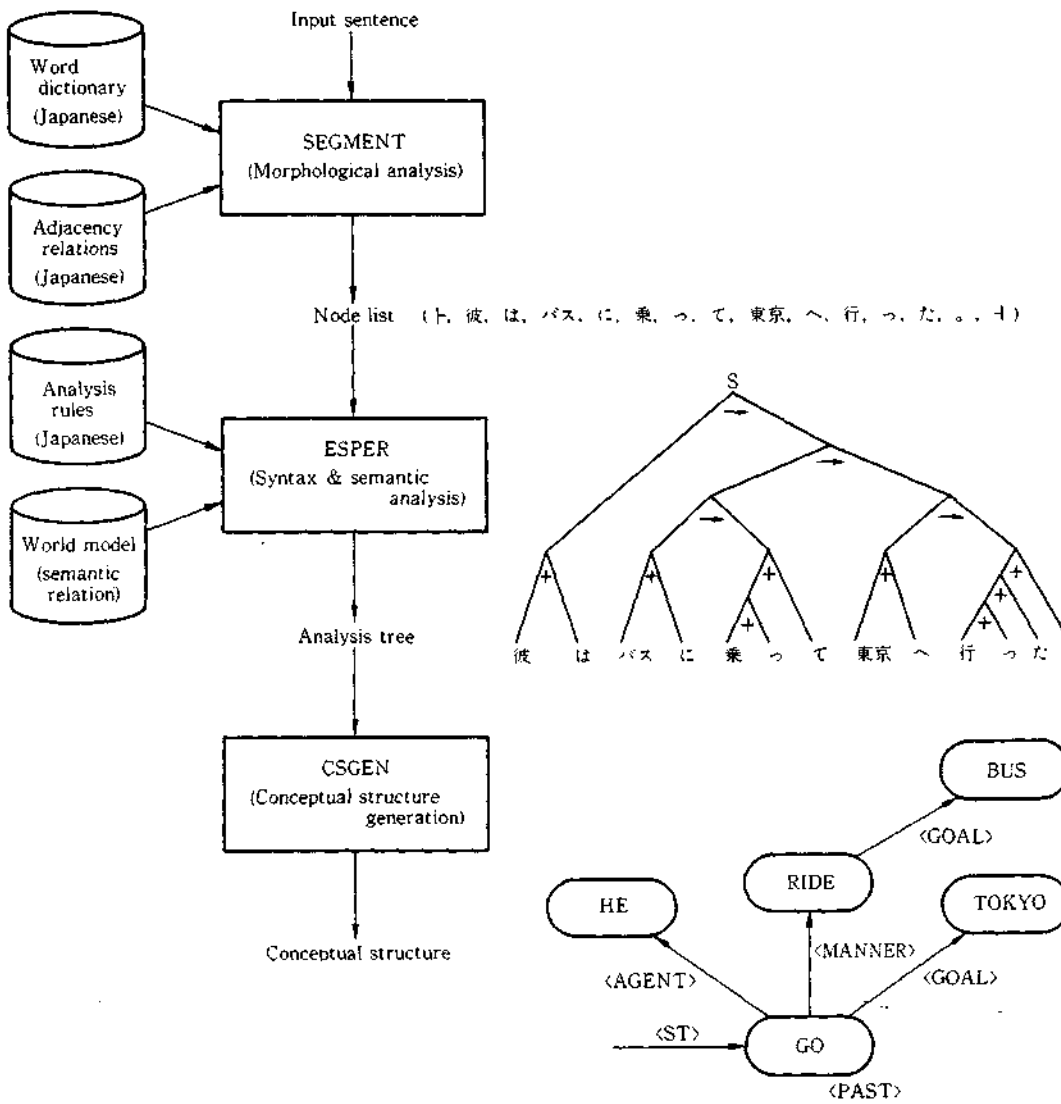 Input sentence
Word
dictionary
(Japanese)
SEGMENT
(Morphological analysis)
Adjacency
relations
(Japanese)
Node list (├, 彼, は, バス, に, 乗, っ, て, 東京, へ, 行, っ, た, 。, ┤)
Analysis
rules
(Japanese)
ESPER
(Syntax & semantic
analysis)
World model
(semantic
relation)
S
→
→
→
→
+ + + + +
+
+
+
彼 は バス に 乗 っ て 東京 へ 行 っ た
Analysis tree
CSGEN
(Conceptual structure
generation)
Conceptual structure
BUS
<GOAL>
RIDE
HE
TOKYO
<MANNER>
<AGENT>
<GOAL>
<ST>
GO
<PAST>